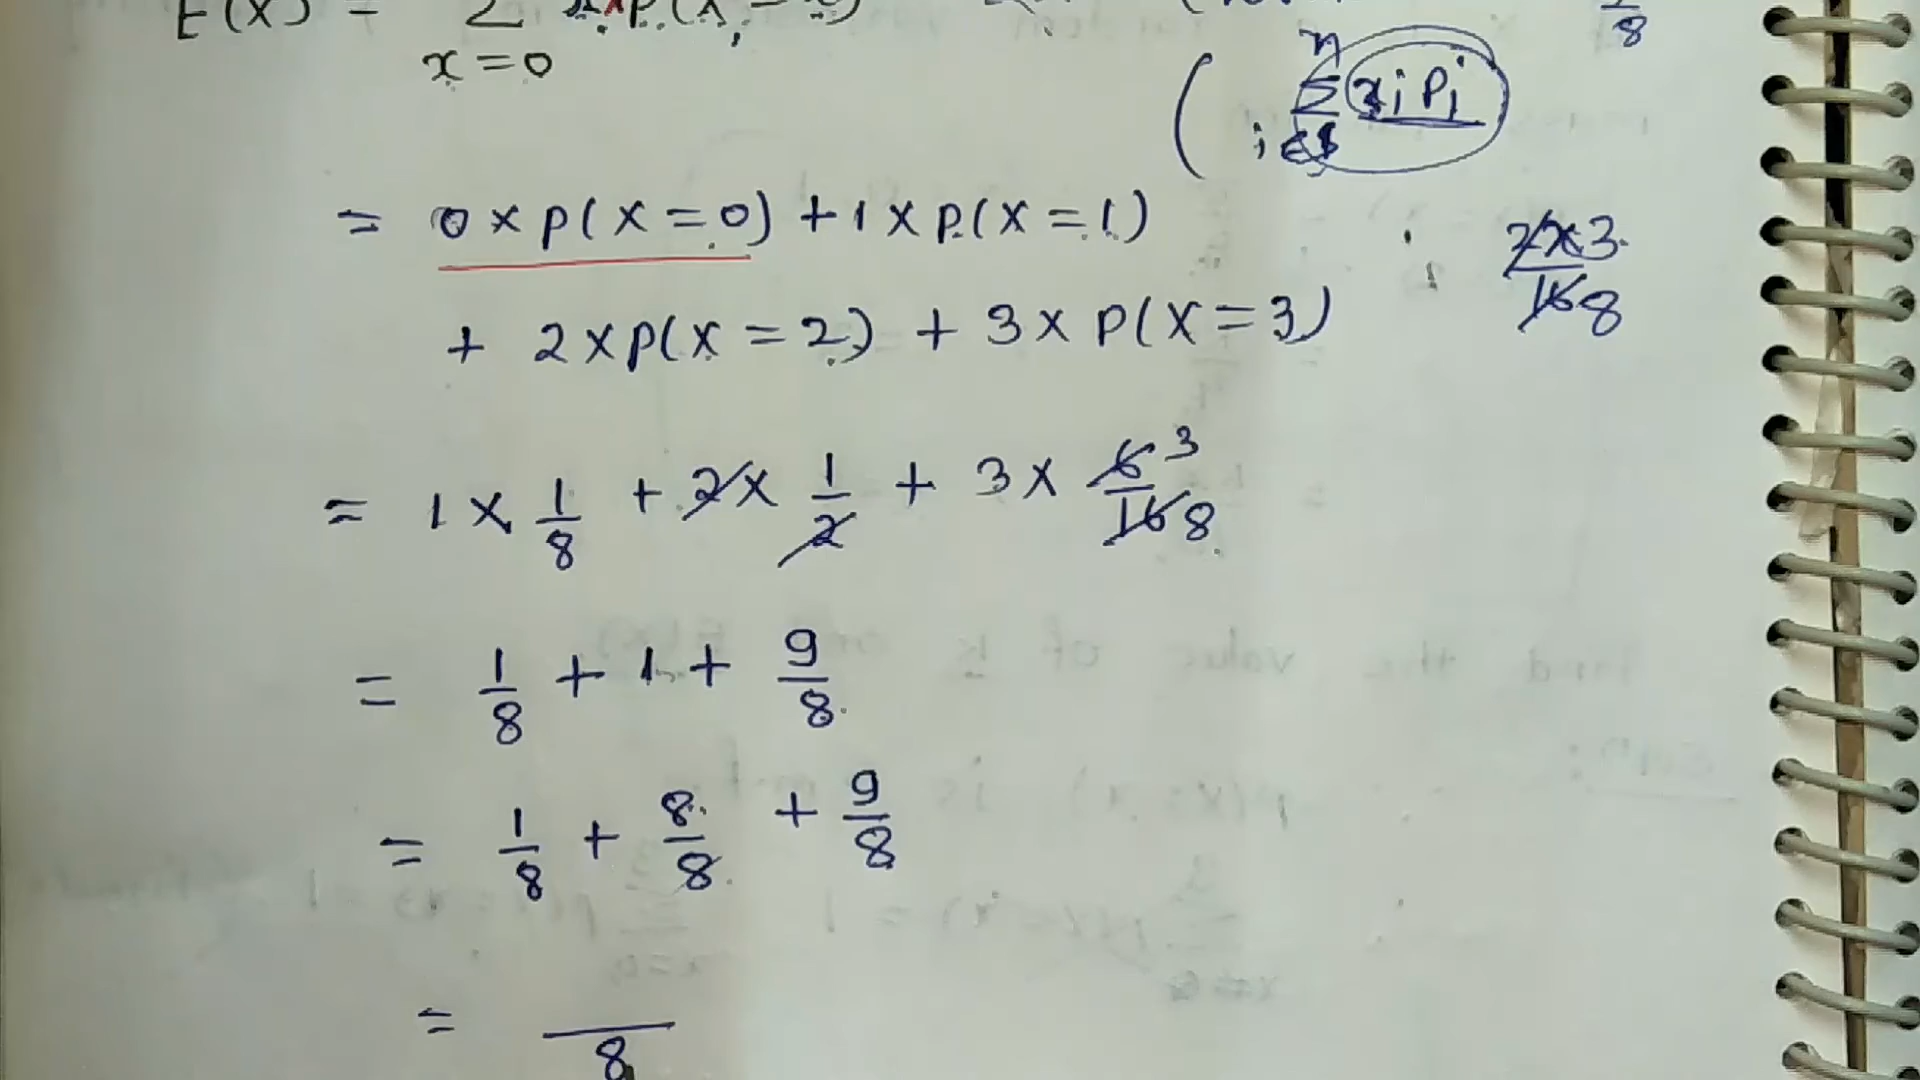 E(X) =
x=0
8
n
( Σ xi Pi
= 0 × P(X=0) + 1 × P(X=1)
2×3
16 8
+ 2 × P(X=2) + 3 × P(X=3)
= 1 × 1/8 + 2 × 1/2 + 3 × 6 3/16 8
= 1/8 + 1 + 9/8
= 1/8 + 8/8 + 9/8
= /8